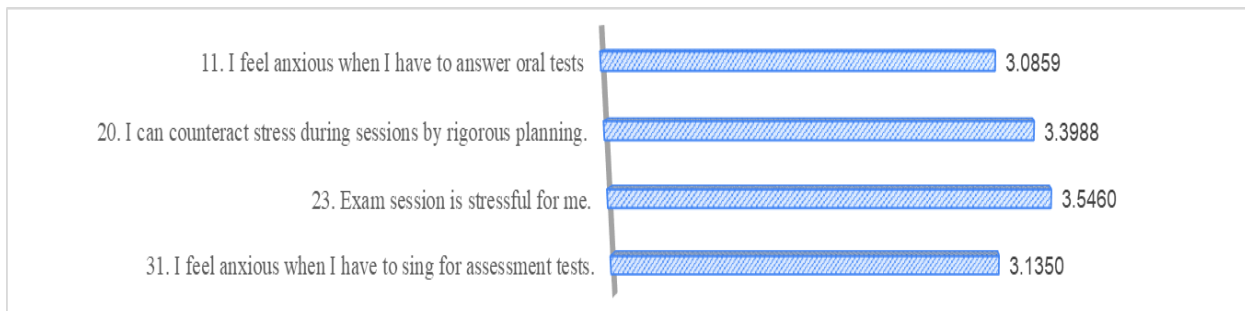 11. I feel anxious when I have to answer oral tests 3.0859
20. I can counteract stress during sessions by rigorous planning. 3.3988
23. Exam session is stressful for me. 3.5460
31. I feel anxious when I have to sing for assessment tests. 3.1350